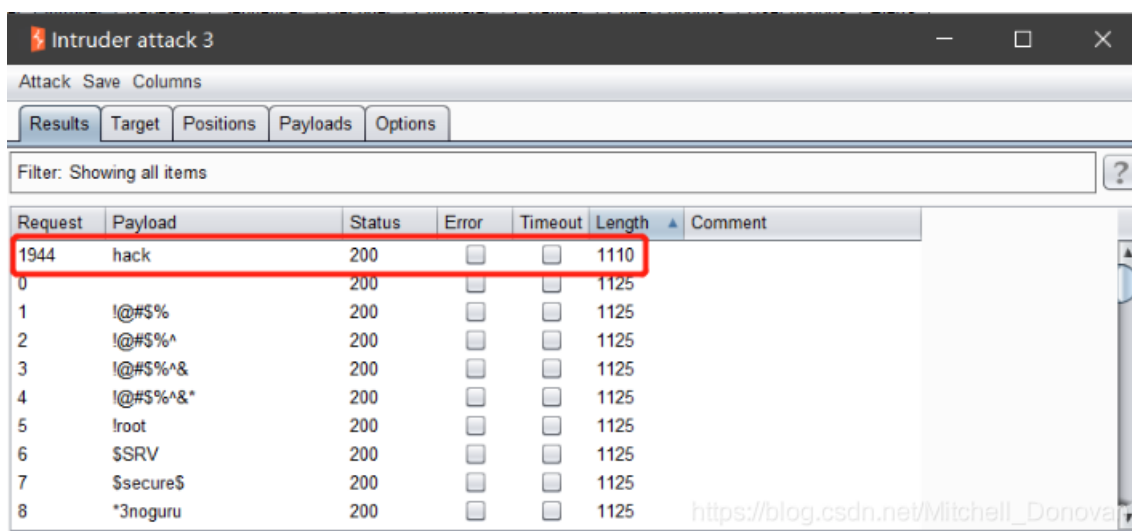 Intruder attack 3
Attack Save Columns
Results Target Positions Payloads Options
Filter: Showing all items
?
Request Payload Status Error Timeout Length Comment
1944 hack 200 1110
0 200 1125
1 !@#$% 200 1125
2 !@#$%^ 200 1125
3 !@#$%^& 200 1125
4 !@#$%^&* 200 1125
5 !root 200 1125
6 $SRV 200 1125
7 $secure$ 200 1125
8 *3noguru 200 1125
https://blog.csdn.net/Mitchell_Donovan